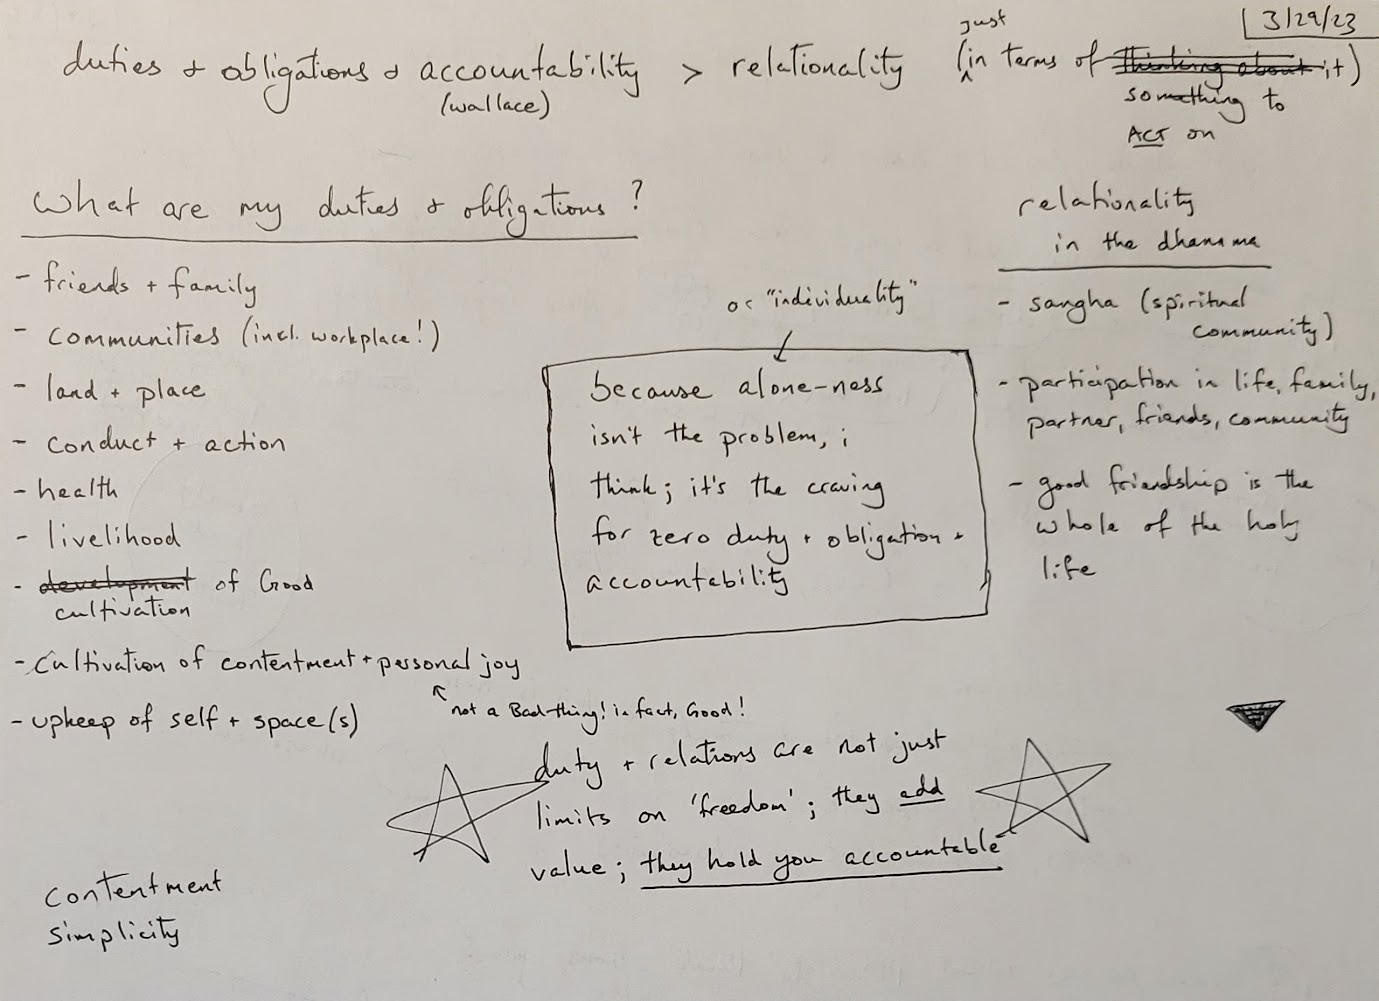 3/29/23
just
duties + obligations + accountability > relationality (in terms of thinking about it)
(wallace)
something to
ACT on
what are my duties + obligations ?
- friends + family
- communities (incl. workplace!)
- land + place
- conduct + action
- health
- livelihood
- development of Good
cultivation
- cultivation of contentment + personal joy
not a Bad thing! in fact, Good!
- upkeep of self + space(s)
or "individuality"
because alone-ness
isn't the problem, i
think; it's the craving
for zero duty + obligation +
accountability
relationality
in the dhamma
- sangha (spiritual
community)
- participation in life, family,
partner, friends, community
- good friendship is the
whole of the holy
life
duty + relations are not just
limits on 'freedom'; they add
value; they hold you accountable
contentment
simplicity